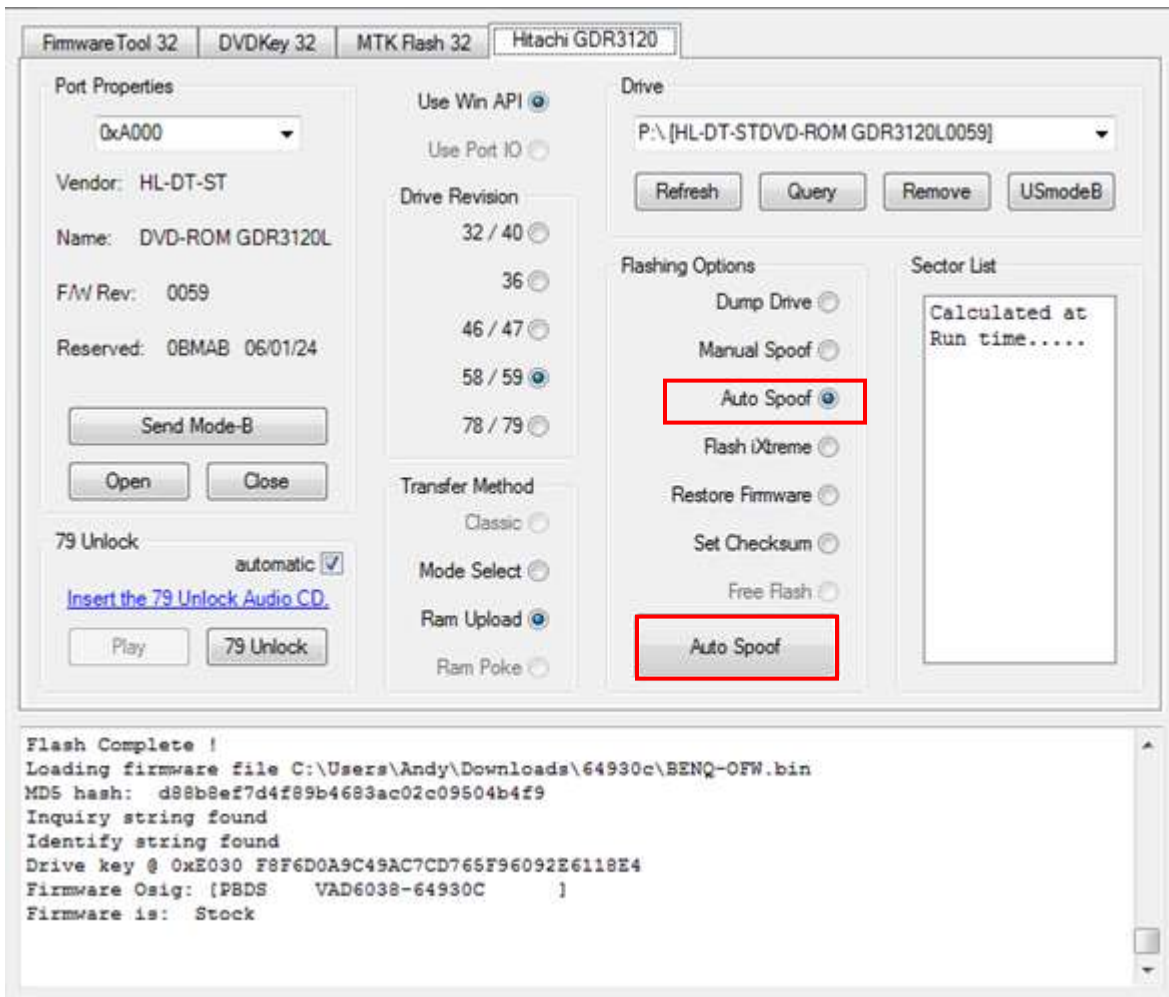 FirmwareTool 32
DVDKey 32
MTK Flash 32
Hitachi GDR3120
Port Properties
0xA000
Vendor: HL-DT-ST
Name: DVD-ROM GDR3120L
F/W Rev: 0059
Reserved: 0BMAB 06/01/24
Send Mode-B
Open
Close
79 Unlock
automatic
Insert the 79 Unlock Audio CD.
Play
79 Unlock
Use Win API
Use Port IO
Drive Revision
32 / 40
36
46 / 47
58 / 59
78 / 79
Transfer Method
Classic
Mode Select
Ram Upload
Ram Poke
Drive
P:\ [HL-DT-STDVD-ROM GDR3120L0059]
Refresh
Query
Remove
USmodeB
Flashing Options
Dump Drive
Manual Spoof
Auto Spoof
Flash iXtreme
Restore Firmware
Set Checksum
Free Flash
Auto Spoof
Sector List
Calculated at
Run time.....
Flash Complete !
Loading firmware file C:\Users\Andy\Downloads\64930c\BENQ-OFW.bin
MD5 hash: d88b8ef7d4f89b4683ac02c09504b4f9
Inquiry string found
Identify string found
Drive key @ 0xE030 F8F6D0A9C49AC7CD765F96092E6118E4
Firmware Osig: [PBDS VAD6038-64930C ]
Firmware is: Stock